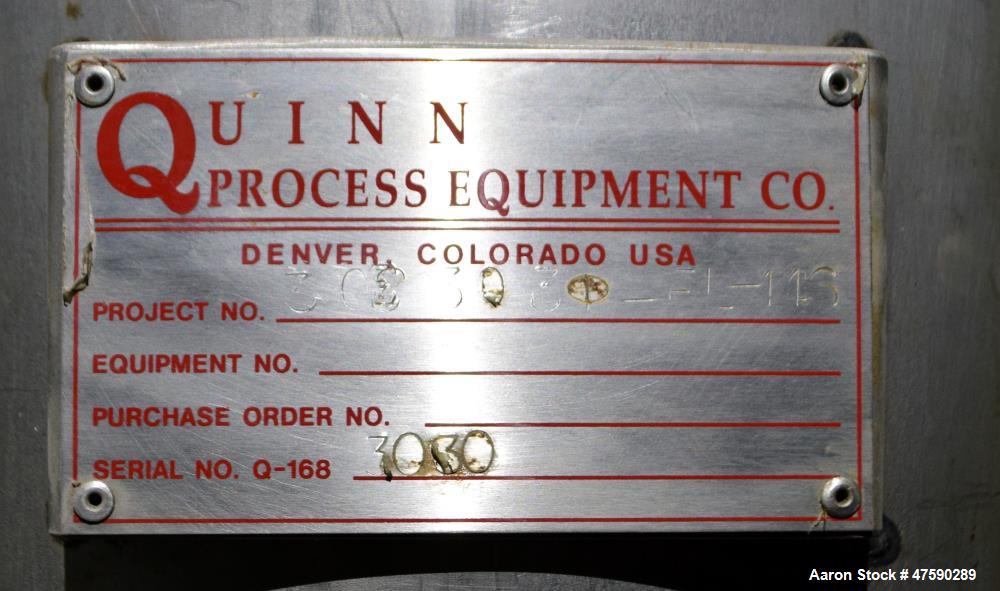 QUINN
PROCESS EQUIPMENT CO.
DENVER, COLORADO USA
PROJECT NO.
EQUIPMENT NO.
PURCHASE ORDER NO.
SERIAL NO. Q-168 3030
Aaron Stock # 47590289